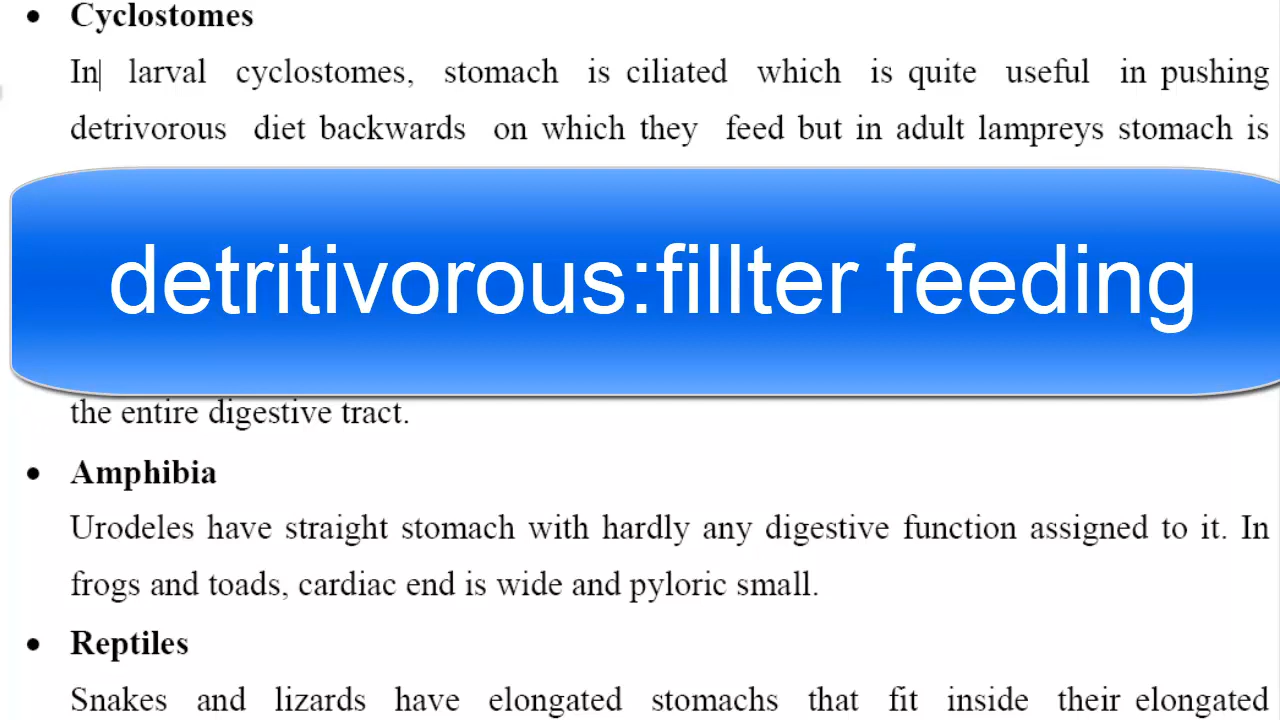 • Cyclostomes
In larval cyclostomes, stomach is ciliated which is quite useful in pushing
detrivorous diet backwards on which they feed but in adult lampreys stomach is
detritivorous:fillter feeding
the entire digestive tract.
• Amphibia
Urodeles have straight stomach with hardly any digestive function assigned to it. In
frogs and toads, cardiac end is wide and pyloric small.
• Reptiles
Snakes and lizards have elongated stomachs that fit inside their elongated